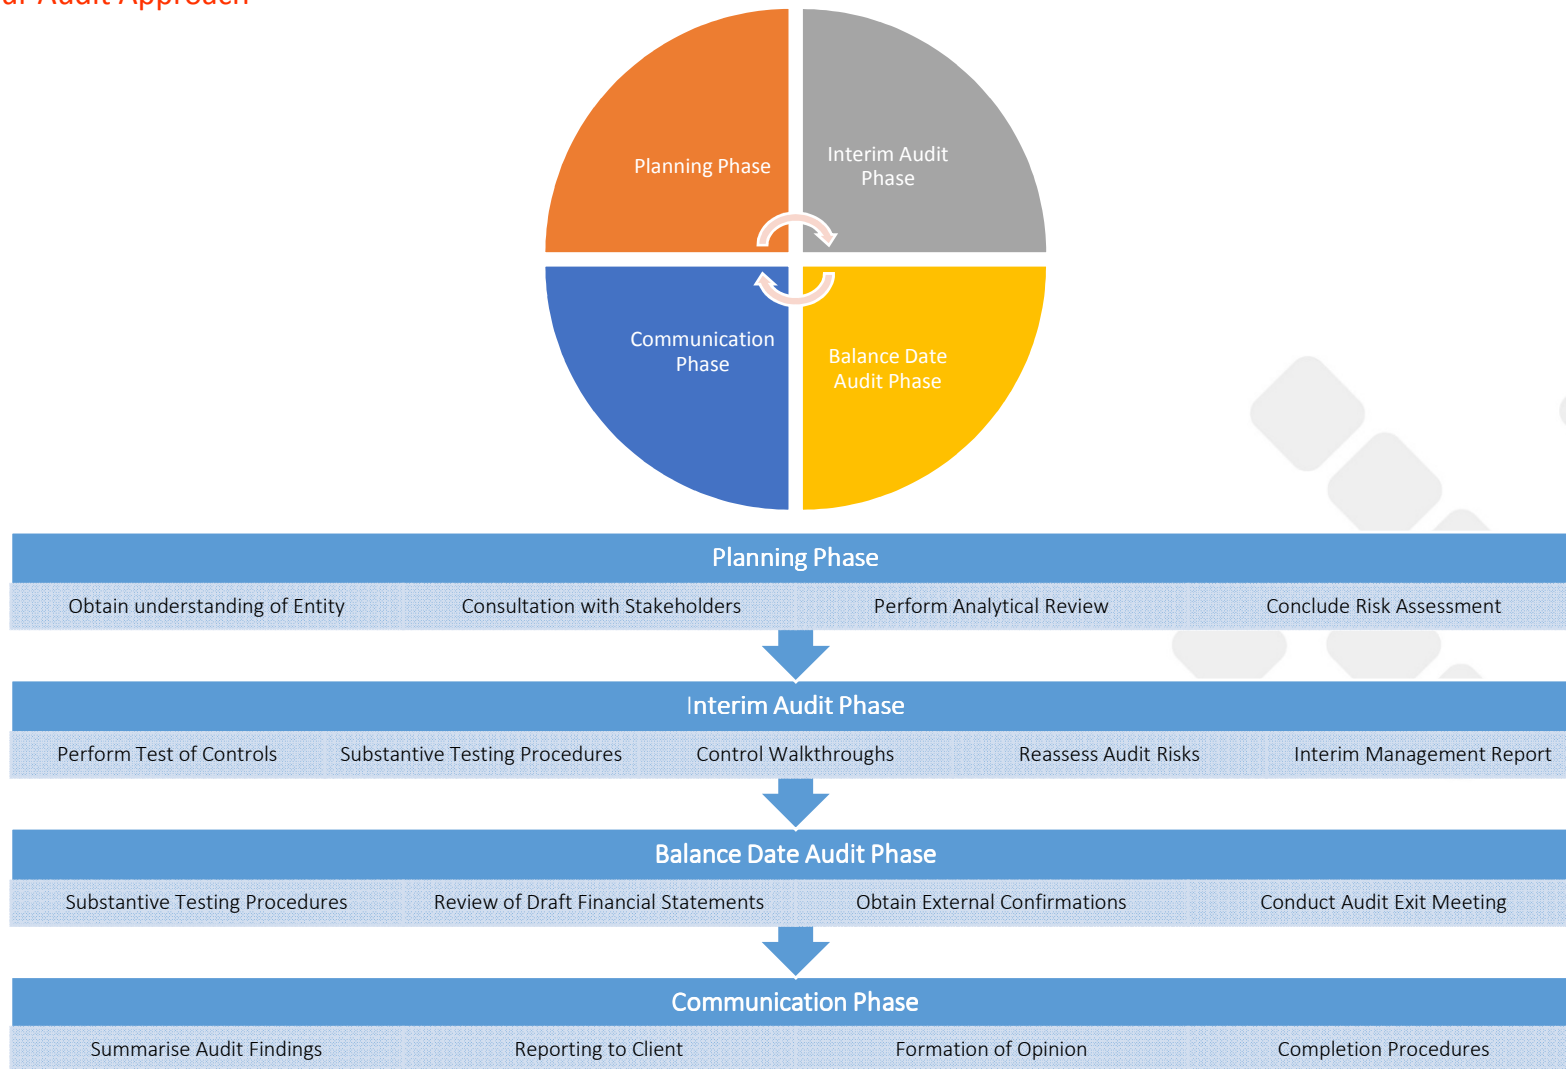 Audit Approach
Planning Phase
Interim Audit
Phase
Communication
Phase
Balance Date
Audit Phase
Planning Phase
Obtain understanding of Entity Consultation with Stakeholders Perform Analytical Review Conclude Risk Assessment
Interim Audit Phase
Perform Test of Controls Substantive Testing Procedures Control Walkthroughs Reassess Audit Risks Interim Management Report
Balance Date Audit Phase
Substantive Testing Procedures Review of Draft Financial Statements Obtain External Confirmations Conduct Audit Exit Meeting
Communication Phase
Summarise Audit Findings Reporting to Client Formation of Opinion Completion Procedures